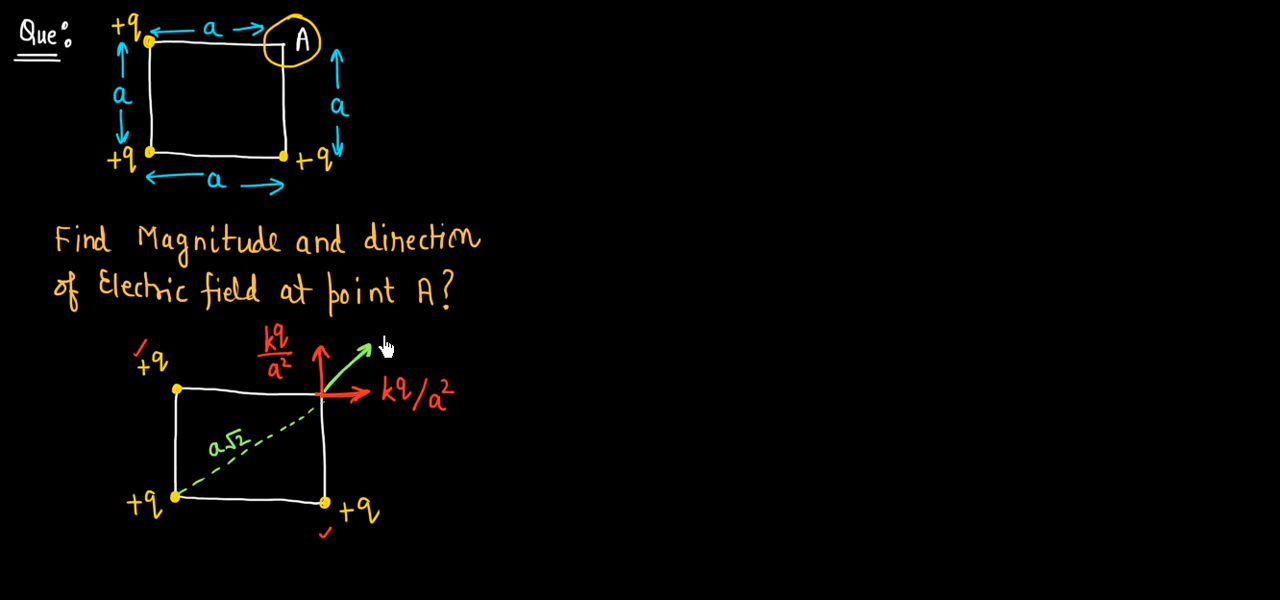 Que:
+q a A
a a
+q +q
a
Find Magnitude and direction
of Electric field at point A?
kq/a²
+q
kq/a²
a√2
+q +q